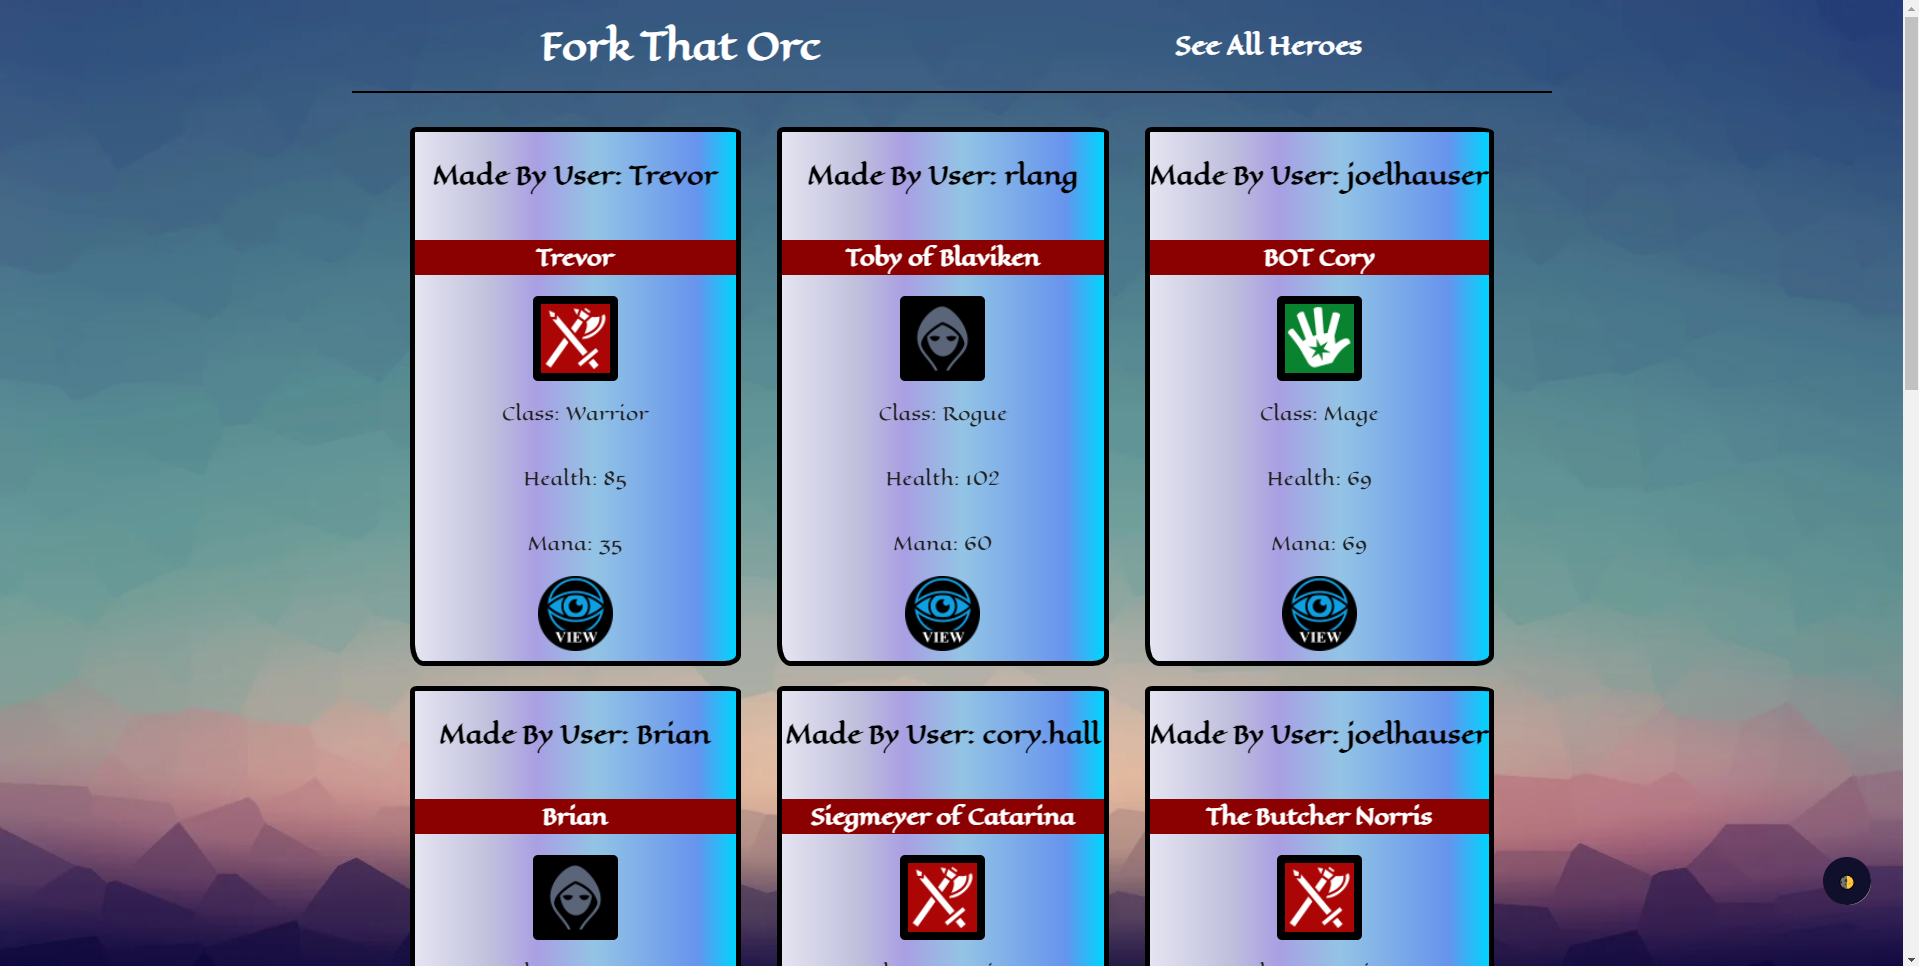 Fork That Orc
See All Heroes
Made By User: Trevor
Trevor
Class: Warrior
Health: 85
Mana: 35
VIEW
Made By User: rlang
Toby of Blaviken
Class: Rogue
Health: 102
Mana: 60
VIEW
Made By User: joelhauser
BOT Cory
Class: Mage
Health: 69
Mana: 69
VIEW
Made By User: Brian
Brian
Made By User: cory.hall
Siegmeyer of Catarina
Made By User: joelhauser
The Butcher Norris